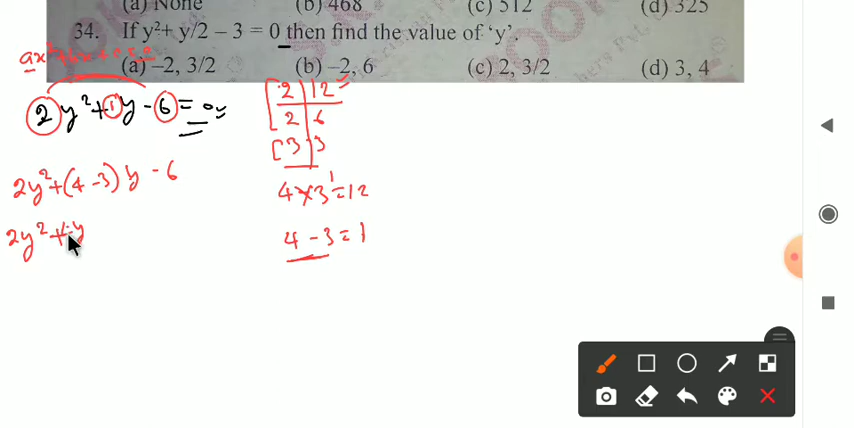 (a) None (b) 468 (c) 512 (d) 325
34. If y²+ y/2 – 3 = 0 then find the value of ‘y’.
(a) –2, 3/2 (b) –2, 6 (c) 2, 3/2 (d) 3, 4
2y²+1y-6=0
2 | 12
2 | 6
3 | 3
2y²+(4-3)y-6
4×3=12
2y²+4y
4-3=1